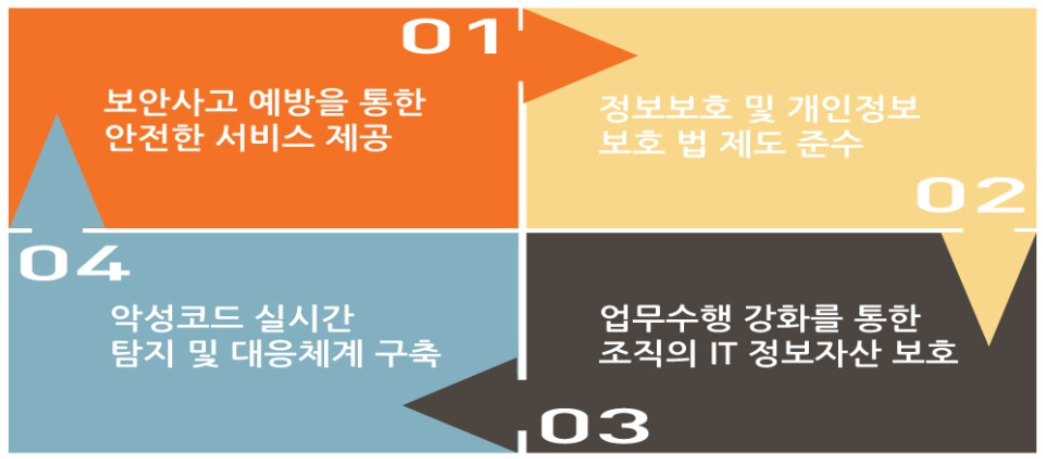 01
보안사고 예방을 통한
안전한 서비스 제공
정보보호 및 개인정보
보호 법 제도 준수
02
업무수행 강화를 통한
조직의 IT 정보자산 보호
03
04
악성코드 실시간
탐지 및 대응체계 구축